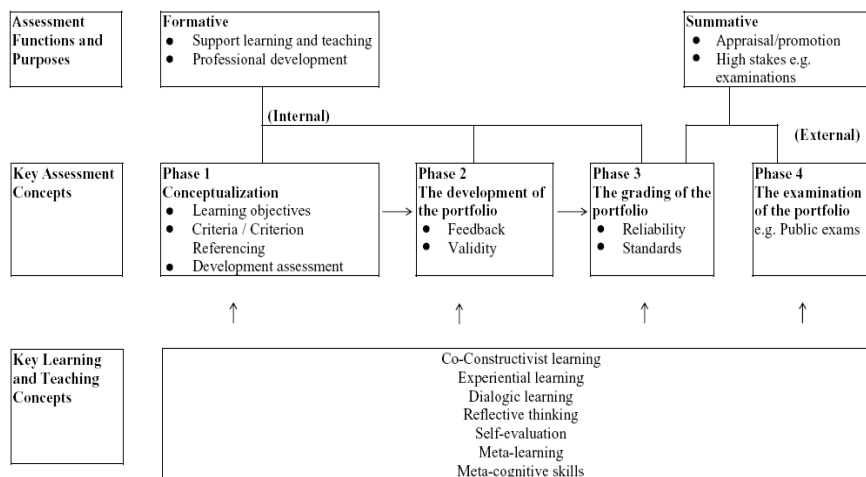 Assessment
Functions and
Purposes
Formative
● Support learning and teaching
● Professional development
Summative
● Appraisal/promotion
● High stakes e.g.
examinations
(Internal)
(External)
Key Assessment
Concepts
Phase 1
Conceptualization
● Learning objectives
● Criteria / Criterion
Referencing
● Development assessment
Phase 2
The development of
the portfolio
● Feedback
● Validity
Phase 3
The grading of the
portfolio
● Reliability
● Standards
Phase 4
The examination
of the portfolio
e.g. Public exams
Key Learning
and Teaching
Concepts
Co-Constructivist learning
Experiential learning
Dialogic learning
Reflective thinking
Self-evaluation
Meta-learning
Meta-cognitive skills